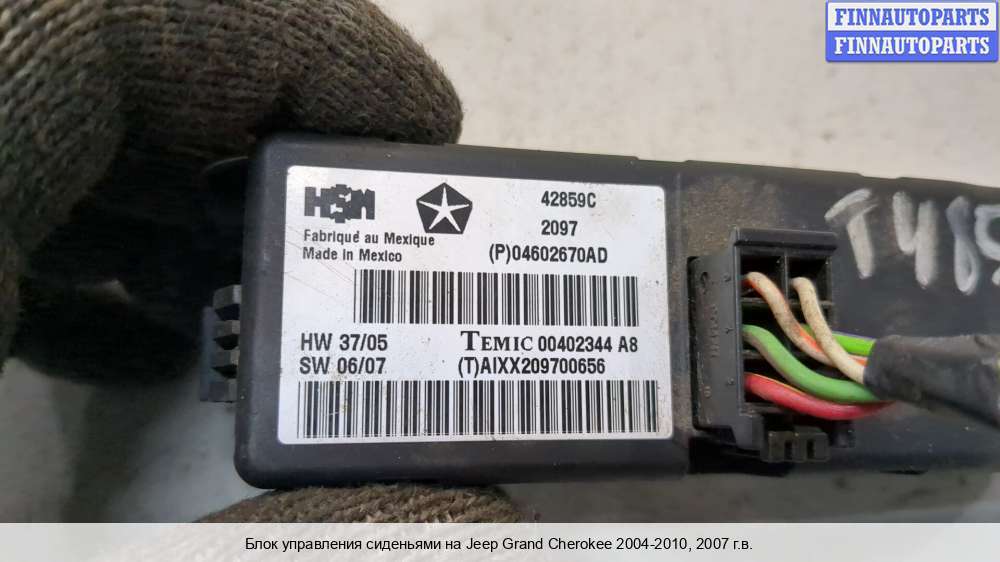 FINNAUTOPARTS
FINNAUTOPARTS
HSM
42859C
2097
Fabriqué au Mexique
Made in Mexico
(P)04602670AD
HW 37/05
TEMIC 00402344 A8
SW 06/07
(T)AIXX209700656
T485
Блок управления сиденьями на Jeep Grand Cherokee 2004-2010, 2007 г.в.